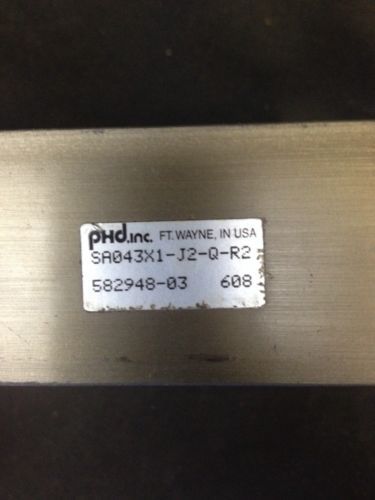 PHD.INC. FT. WAYNE, IN USA
SA043X1-J2-Q-R2
582948-03 608